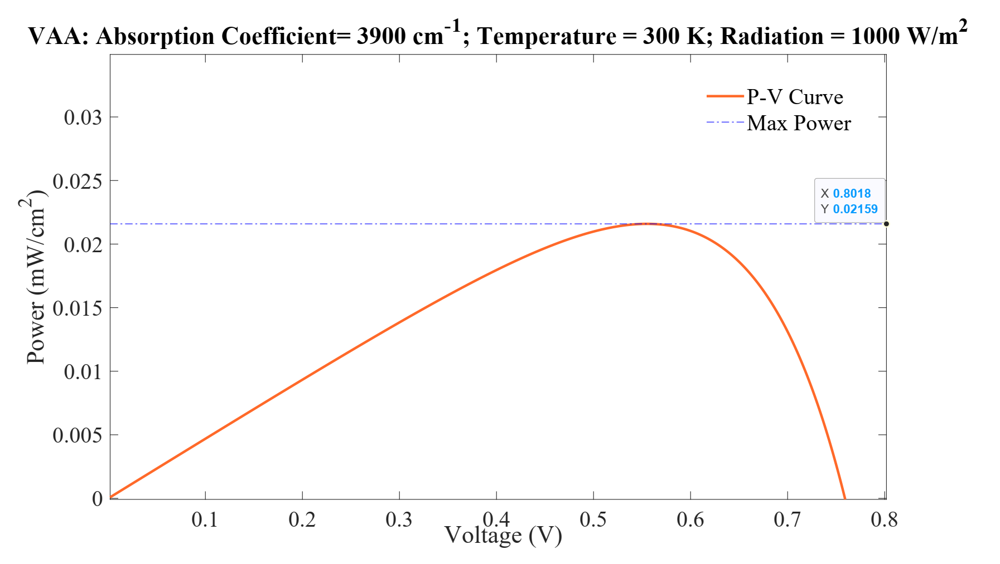 VAA: Absorption Coefficient= 3900 cm⁻¹; Temperature = 300 K; Radiation = 1000 W/m²
P-V Curve
Max Power
0.03
0.025
0.02
0.015
0.01
0.005
0
Power (mW/cm²)
X 0.8018
Y 0.02159
0.1 0.2 0.3 0.4 0.5 0.6 0.7 0.8
Voltage (V)